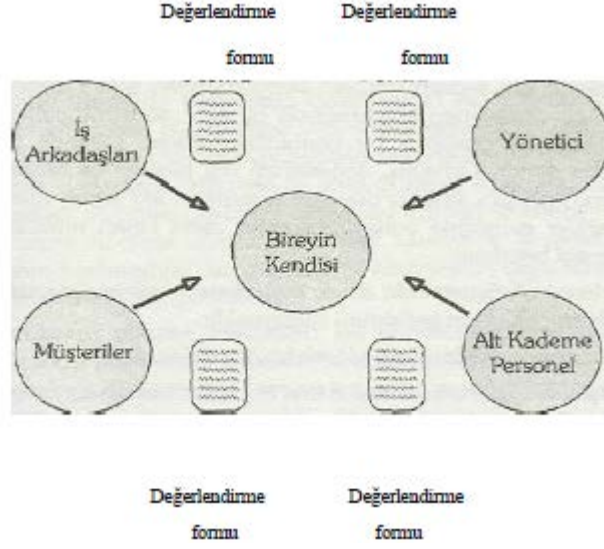 Değerlendirme
formu
Değerlendirme
formu
İş
Arkadaşları
Yönetici
Bireyin
Kendisi
Müşteriler
Alt Kademe
Personel
Değerlendirme
formu
Değerlendirme
formu